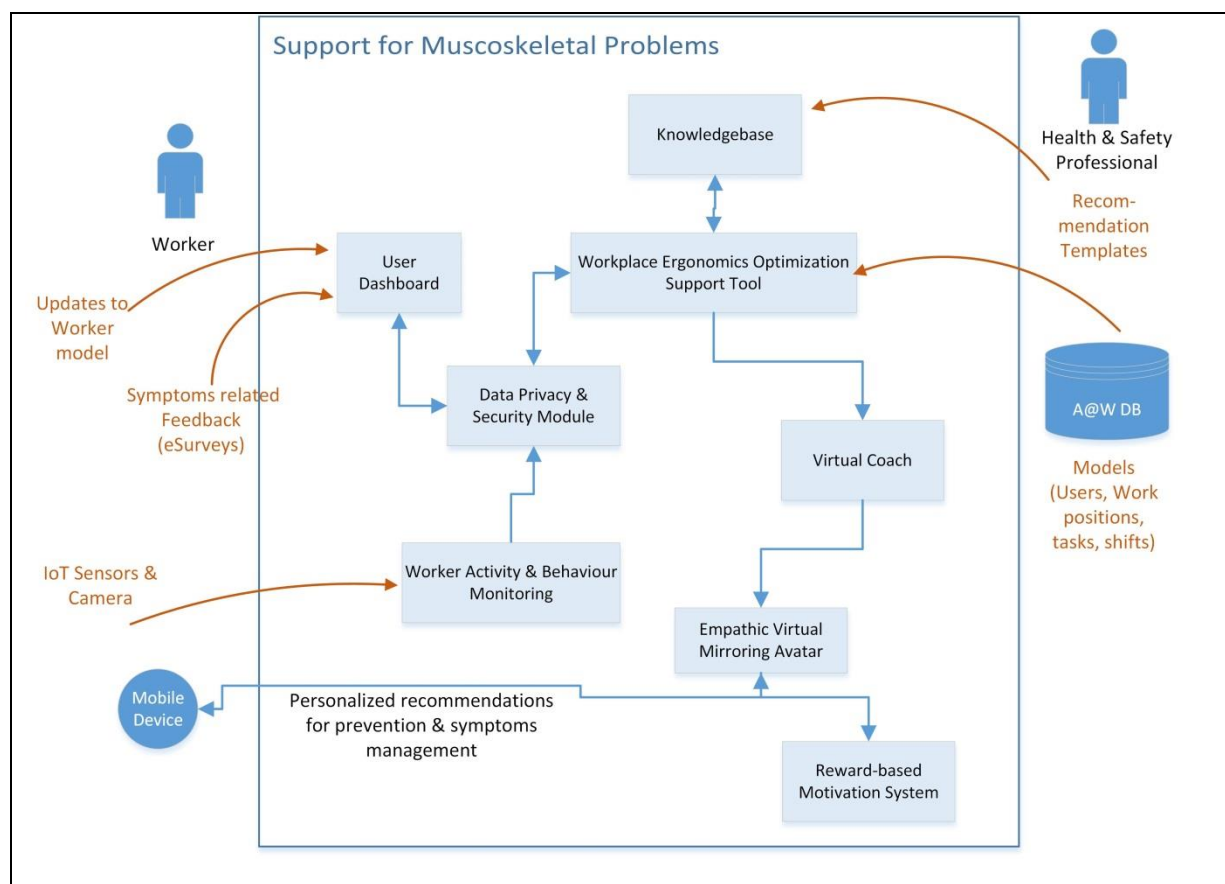 Support for Muscoskeletal Problems
Knowledgebase
Health & Safety
Professional
Recom-
mendation
Templates
Worker
User
Dashboard
Workplace Ergonomics Optimization
Support Tool
Updates to
Worker
model
Symptoms related
Feedback
(eSurveys)
Data Privacy &
Security Module
A@W DB
Virtual Coach
Models
(Users, Work
positions,
tasks, shifts)
IoT Sensors &
Camera
Worker Activity & Behaviour
Monitoring
Empathic Virtual
Mirroring Avatar
Mobile
Device
Personalized recommendations
for prevention & symptoms
management
Reward-based
Motivation System